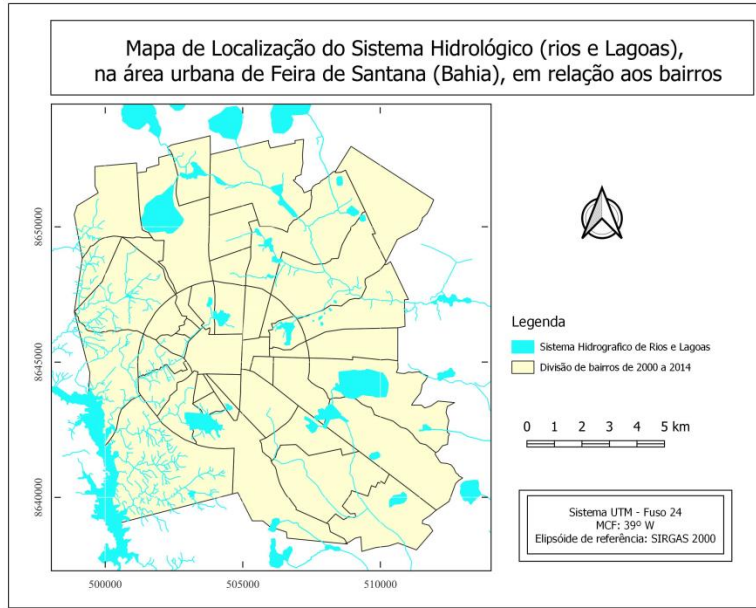 Mapa de Localização do Sistema Hidrológico (rios e Lagoas),
na área urbana de Feira de Santana (Bahia), em relação aos bairros
8650000
8645000
8640000
500000 505000 510000
Legenda
Sistema Hidrografico de Rios e Lagoas
Divisão de bairros de 2000 a 2014
0 1 2 3 4 5 km
Sistema UTM - Fuso 24
MCF: 39º W
Elipsóide de referência: SIRGAS 2000